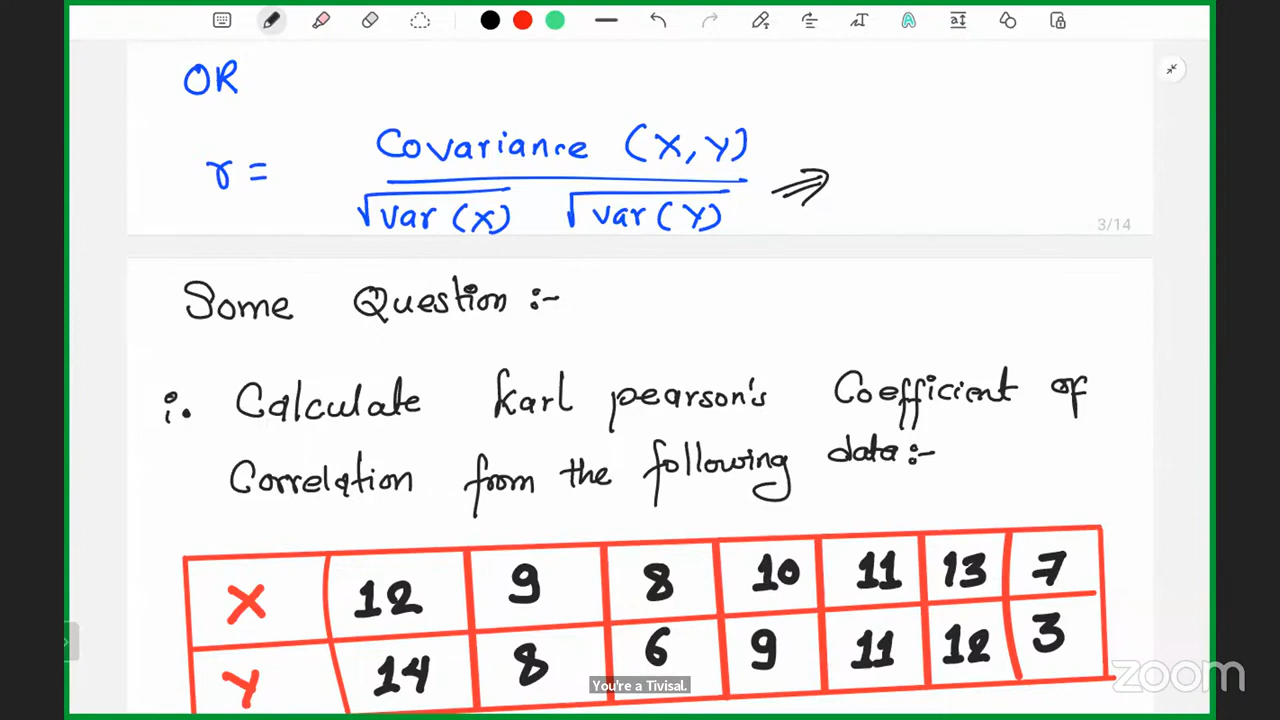 OR
r = Covariance (X, Y)
√var (X) √var (Y)
3/14
Some Question :-
i. Calculate Karl pearson's Coefficient of
Correlation from the following data:-
X 12 9 8 10 11 13 7
Y 14 8 6 9 11 12 3
You're a Tivisal.
zoom